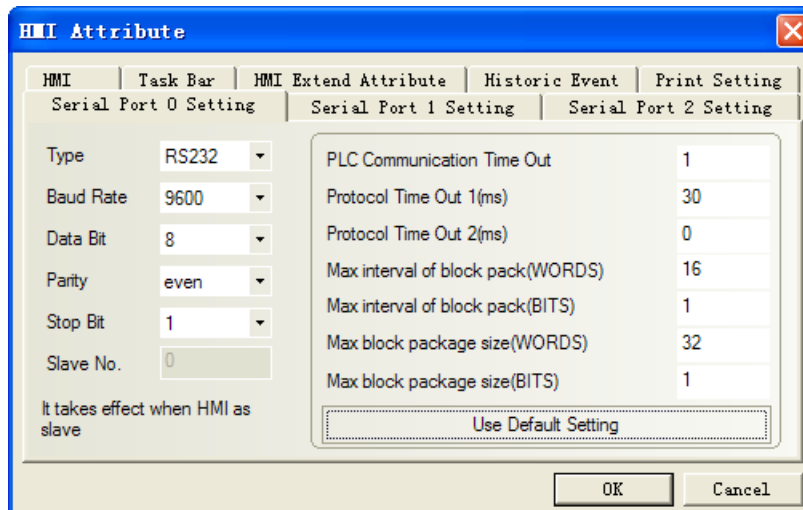 HMI Attribute
HMI Task Bar HMI Extend Attribute Historic Event Print Setting
Serial Port 0 Setting Serial Port 1 Setting Serial Port 2 Setting
Type RS232
Baud Rate 9600
Data Bit 8
Parity even
Stop Bit 1
Slave No. 0
It takes effect when HMI as
slave
PLC Communication Time Out 1
Protocol Time Out 1(ms) 30
Protocol Time Out 2(ms) 0
Max interval of block pack(WORDS) 16
Max interval of block pack(BITS) 1
Max block package size(WORDS) 32
Max block package size(BITS) 1
Use Default Setting
OK Cancel